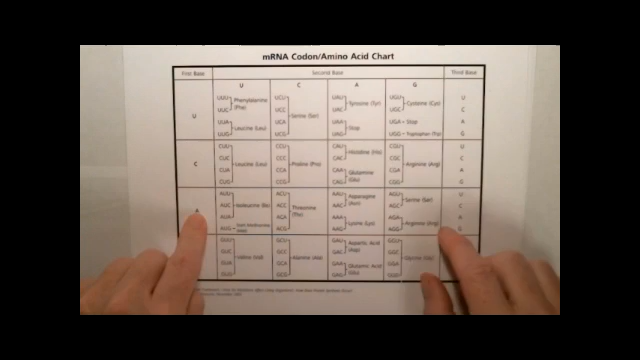 mRNA Codon/Amino Acid Chart
First Base Second Base Third Base
U C A G
UUU UCU UAU UGU U
Phenylalanine (Phe) Tyrosine (Tyr) Cysteine (Cys)
UUC UCC UAC UGC C
Serine (Ser)
U
UUA UCA UAA UGA Stop A
Leucine (Leu) Stop
UUG UCG UAG UGG Tryptophan (Trp) G
CUU CCU CAU CGU U
Histidine (His)
CUC CCC CAC CGC C
C Leucine (Leu) Proline (Pro) Arginine (Arg)
CUA CCA CAA CGA A
Glutamine
CUG CCG CAG CGG G
AUU ACU AAU AGU U
Isoleucine (Ile) Asparagine (Asn) Serine (Ser)
AUC ACC AAC AGC C
Threonine (Thr)
AUA ACA AAA AGA A
Lysine (Lys) Arginine (Arg)
AUG ACG AAG AGG G
GUU GCU GAU GGU
Aspartic Acid (Asp)
GUC GCC GAC GGC
Valine (Val) Alanine (Ala) Glycine (Gly)
GUA GCA GAA GGA
Glutamic Acid (Glu)
GUG GCG GAG GGG